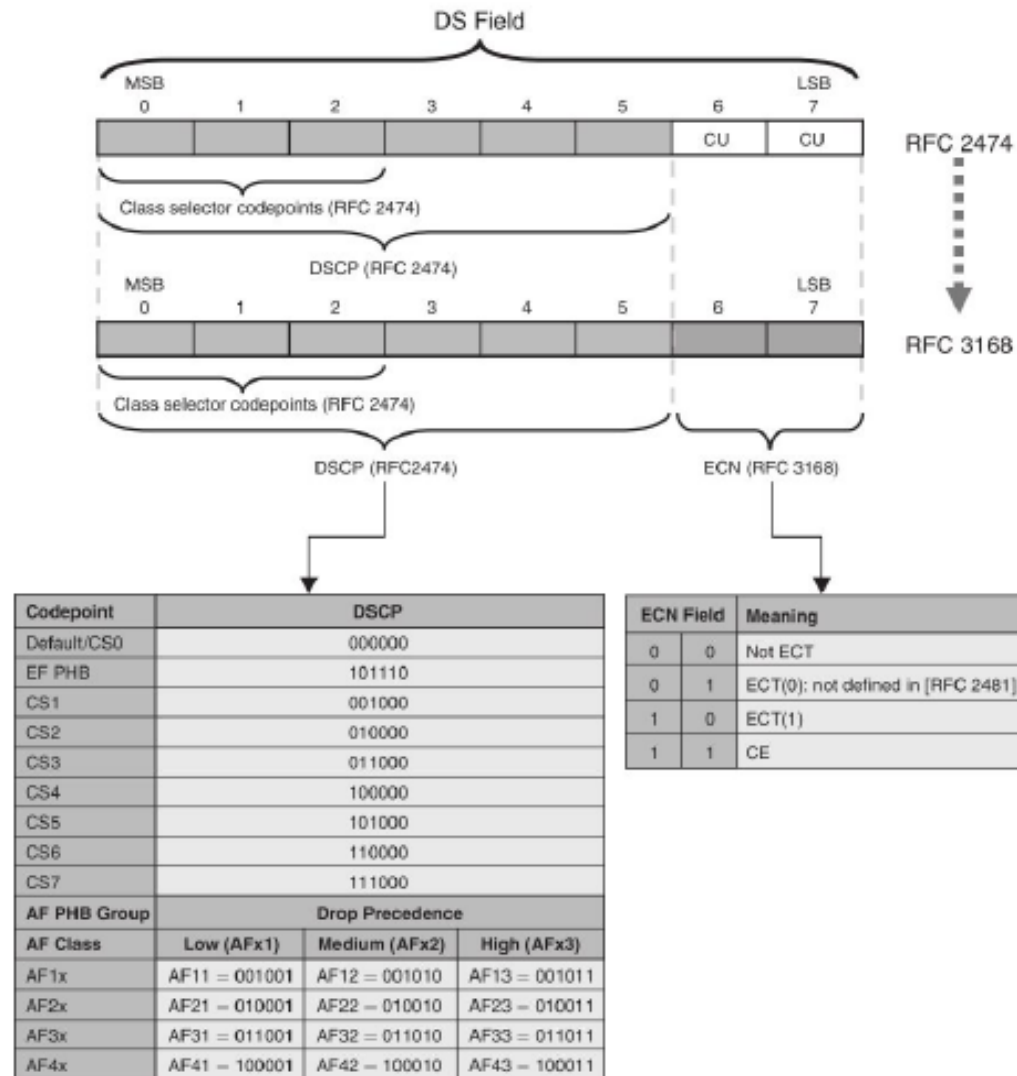 DS Field
MSB LSB
0 1 2 3 4 5 6 7
CU CU
RFC 2474
Class selector codepoints (RFC 2474)
DSCP (RFC 2474)
MSB LSB
0 1 2 3 4 5 6 7
RFC 3168
Class selector codepoints (RFC 2474)
DSCP (RFC2474)
ECN (RFC 3168)
Codepoint DSCP
Default/CS0 000000
EF PHB 101110
CS1 001000
CS2 010000
CS3 011000
CS4 100000
CS5 101000
CS6 110000
CS7 111000
AF PHB Group Drop Precedence
AF Class Low (AFx1) Medium (AFx2) High (AFx3)
AF1x AF11 = 001001 AF12 = 001010 AF13 = 001011
AF2x AF21 = 010001 AF22 = 010010 AF23 = 010011
AF3x AF31 = 011001 AF32 = 011010 AF33 = 011011
AF4x AF41 = 100001 AF42 = 100010 AF43 = 100011
ECN Field Meaning
0 0 Not ECT
0 1 ECT(0): not defined in [RFC 2481]
1 0 ECT(1)
1 1 CE